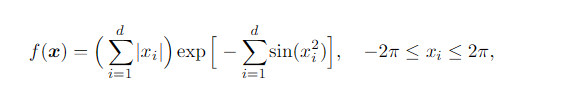 f(x) = ( ∑_{i=1}^{d} |x_i| ) exp [ − ∑_{i=1}^{d} sin(x_i^2) ],   −2π ≤ x_i ≤ 2π,